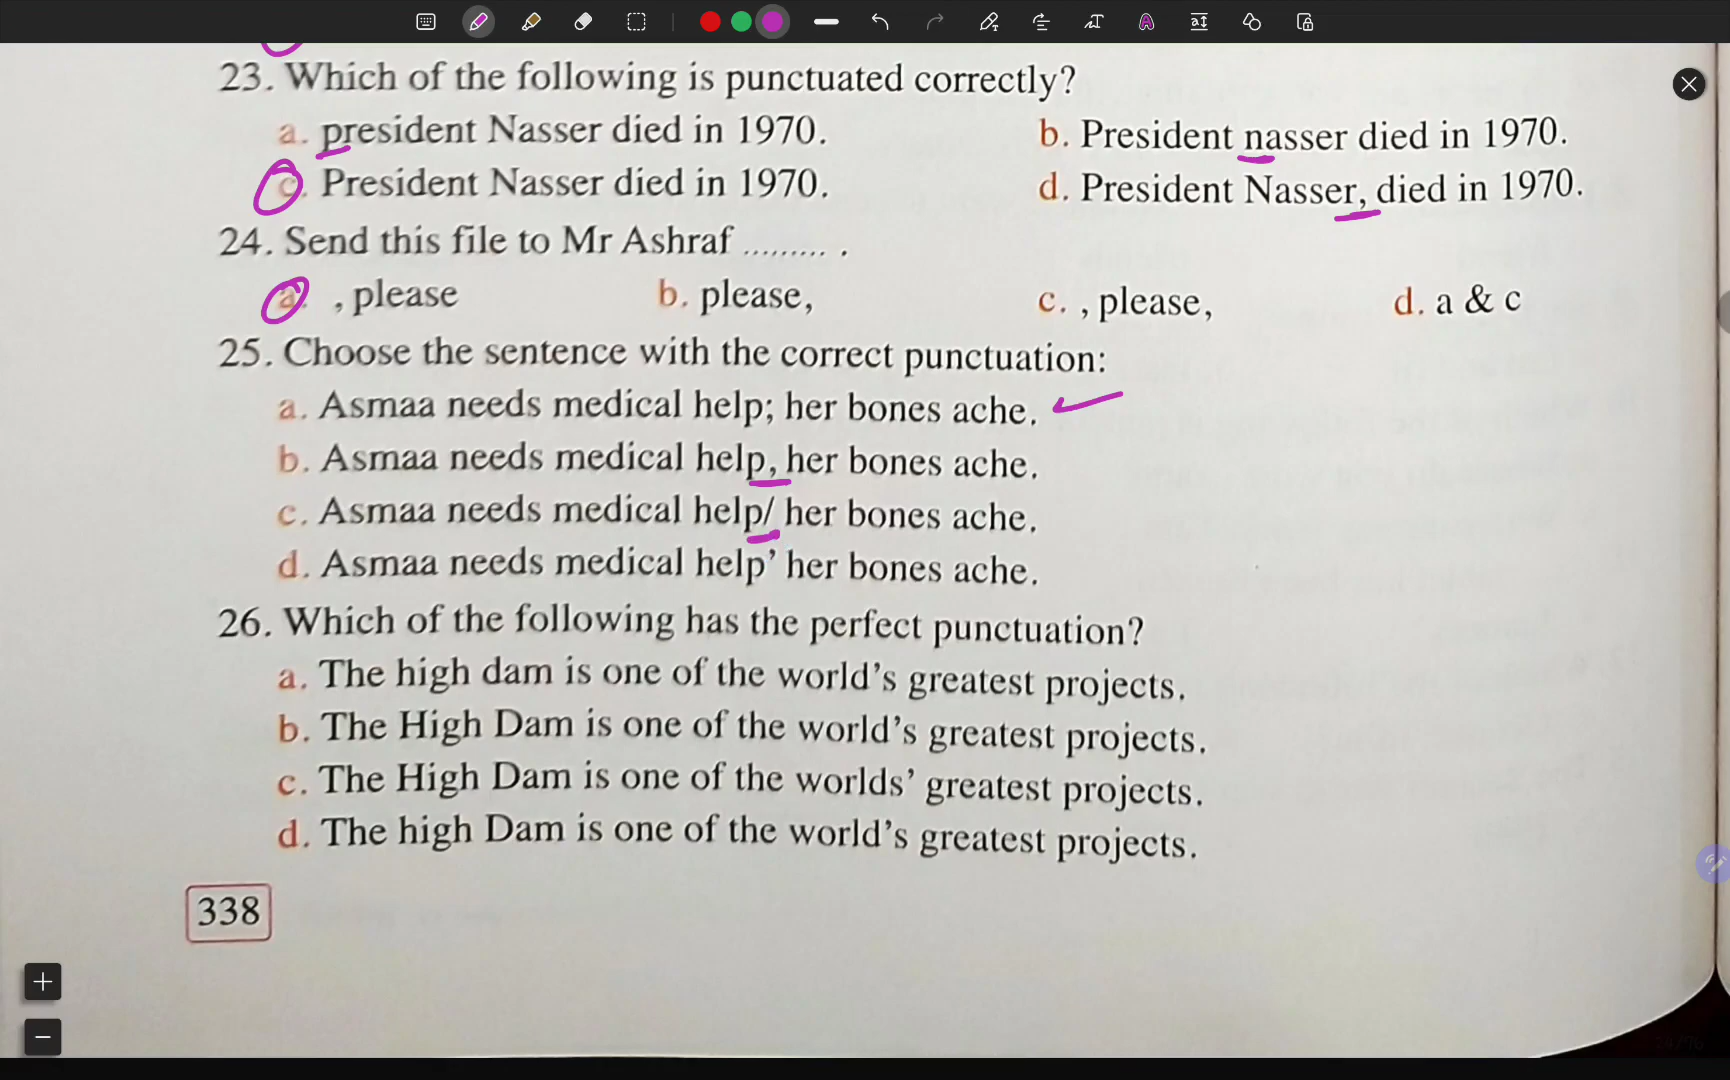 23. Which of the following is punctuated correctly?
a. president Nasser died in 1970.
b. President nasser died in 1970.
c. President Nasser died in 1970.
d. President Nasser, died in 1970.
24. Send this file to Mr Ashraf ......... .
a. , please
b. please,
c. , please,
d. a & c
25. Choose the sentence with the correct punctuation:
a. Asmaa needs medical help; her bones ache.
b. Asmaa needs medical help, her bones ache.
c. Asmaa needs medical help/ her bones ache.
d. Asmaa needs medical help’ her bones ache.
26. Which of the following has the perfect punctuation?
a. The high dam is one of the world’s greatest projects.
b. The High Dam is one of the world’s greatest projects.
c. The High Dam is one of the worlds’ greatest projects.
d. The high Dam is one of the world’s greatest projects.
338